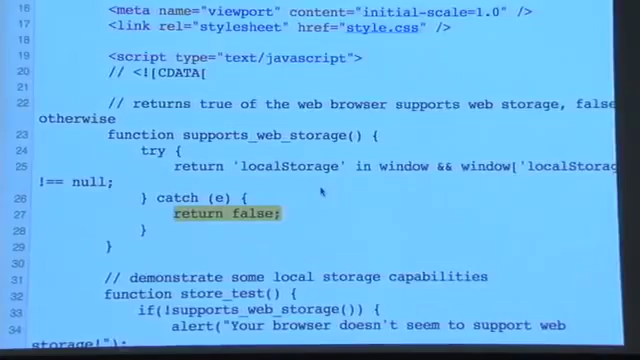 16 <meta name="viewport" content="initial-scale=1.0" />
17 <link rel="stylesheet" href="style.css" />
18
19 <script type="text/javascript">
20 // <![CDATA[
21
22 // returns true of the web browser supports web storage, false
otherwise
23 function supports_web_storage() {
24 try {
25 return 'localStorage' in window && window['localStorag
!== null;
26 } catch (e) {
27 return false;
28 }
29 }
30
31 // demonstrate some local storage capabilities
32 function store_test() {
33 if(!supports_web_storage()) {
34 alert("Your browser doesn't seem to support web
storage!");